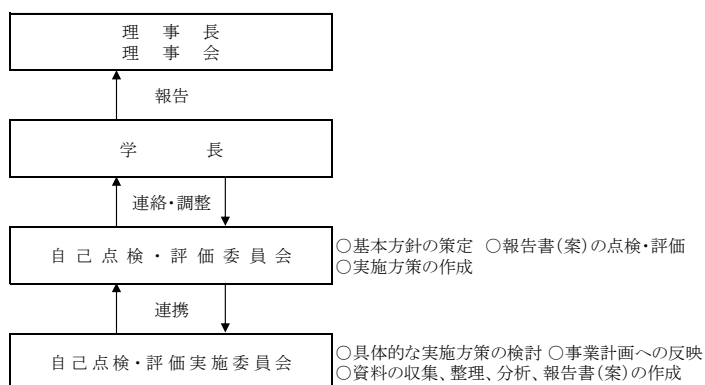 理事長
理事会
報告
学長
連絡・調整
自己点検・評価委員会
○基本方針の策定 ○報告書(案)の点検・評価
○実施方策の作成
連携
自己点検・評価実施委員会
○具体的な実施方策の検討 ○事業計画への反映
○資料の収集、整理、分析、報告書(案)の作成